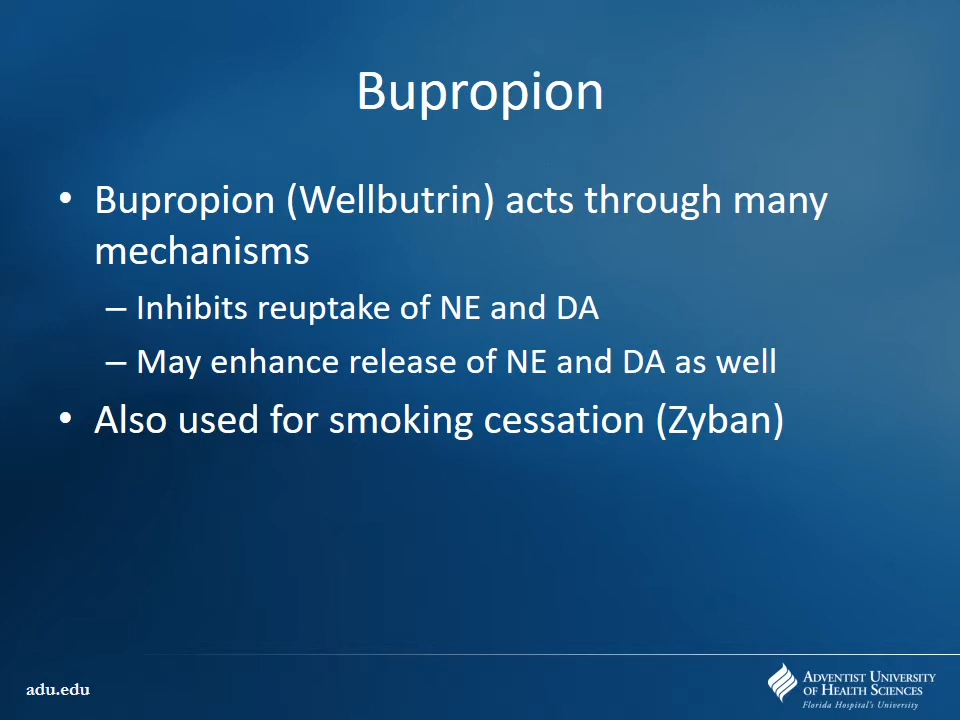 Bupropion
• Bupropion (Wellbutrin) acts through many
mechanisms
– Inhibits reuptake of NE and DA
– May enhance release of NE and DA as well
• Also used for smoking cessation (Zyban)
adu.edu
ADVENTIST UNIVERSITY
OF HEALTH SCIENCES
Florida Hospital's University